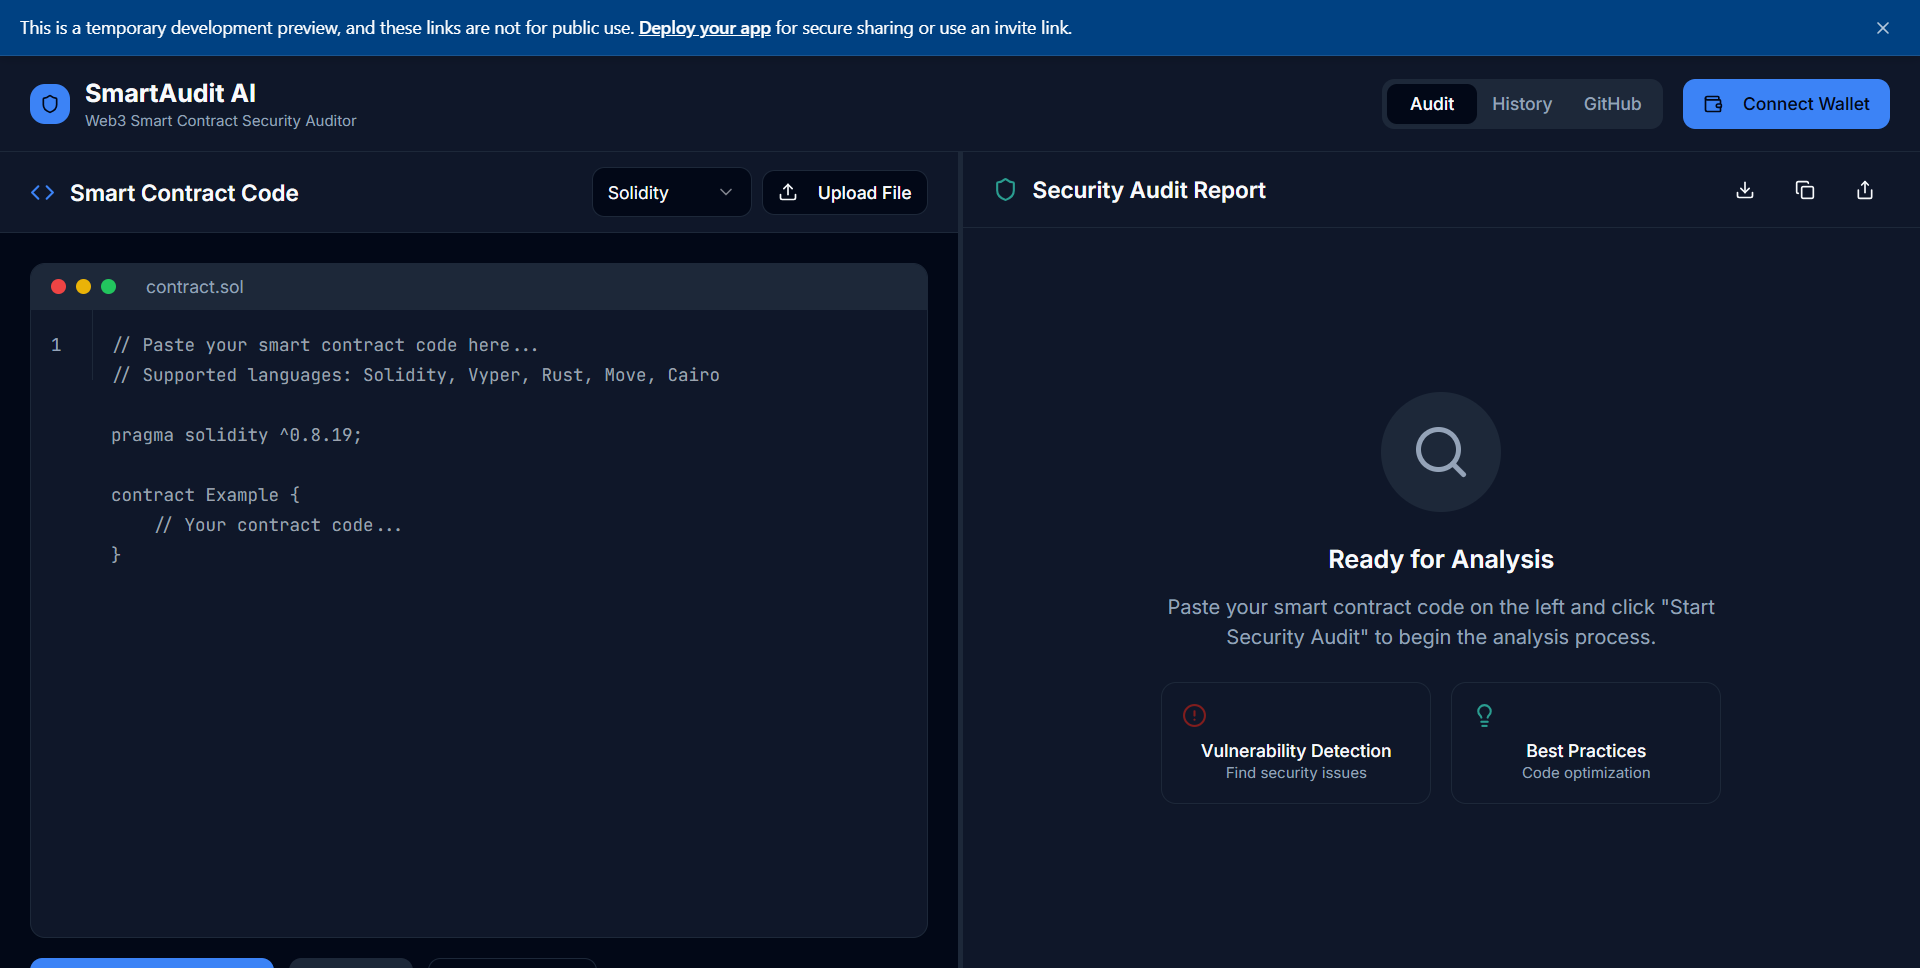 This is a temporary development preview, and these links are not for public use. Deploy your app for secure sharing or use an invite link.
SmartAudit AI
Web3 Smart Contract Security Auditor
Audit
History
GitHub
Connect Wallet
Smart Contract Code
Solidity
Upload File
contract.sol
1
// Paste your smart contract code here...
// Supported languages: Solidity, Vyper, Rust, Move, Cairo
pragma solidity ^0.8.19;
contract Example {
// Your contract code...
}
Security Audit Report
Ready for Analysis
Paste your smart contract code on the left and click "Start
Security Audit" to begin the analysis process.
Vulnerability Detection
Find security issues
Best Practices
Code optimization